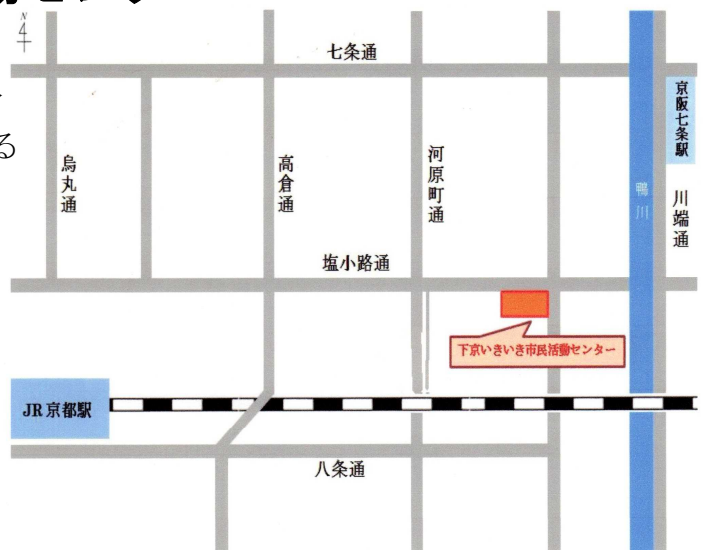 N
七条通
京阪七条駅
る
烏丸通
高倉通
河原町通
鴨川
川端通
塩小路通
下京いきいき市民活動センター
JR京都駅
八条通